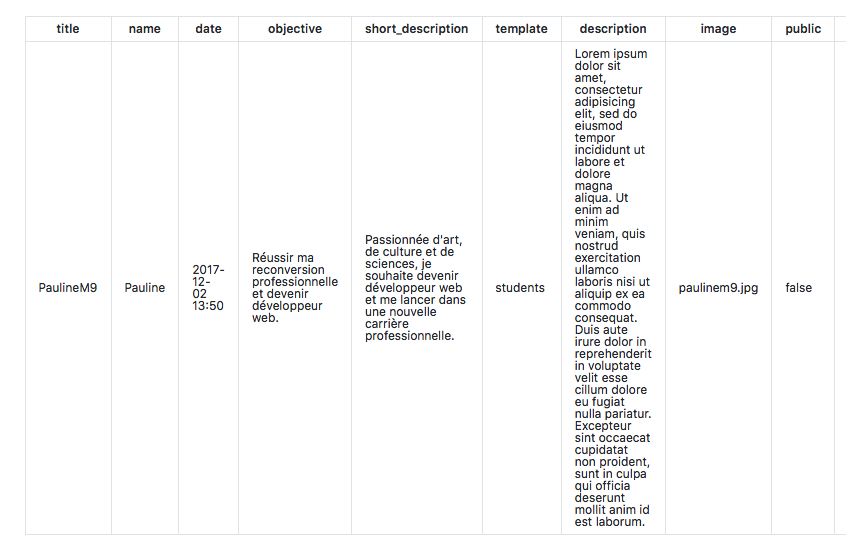 title name date objective short_description template description image public
PaulineM9
Pauline
2017-
12-
02
13:50
Réussir ma
reconversion
professionnelle
et devenir
développeur
web.
Passionnée d'art,
de culture et de
sciences, je
souhaite devenir
développeur web
et me lancer dans
une nouvelle
carrière
professionnelle.
students
Lorem ipsum
dolor sit
amet,
consectetur
adipisicing
elit, sed do
eiusmod
tempor
incididunt ut
labore et
dolore
magna
aliqua. Ut
enim ad
minim
veniam, quis
nostrud
exercitation
ullamco
laboris nisi ut
aliquip ex ea
commodo
consequat.
Duis aute
irure dolor in
reprehenderit
in voluptate
velit esse
cillum dolore
eu fugiat
nulla pariatur.
Excepteur
sint occaecat
cupidatat
non proident,
sunt in culpa
qui officia
deserunt
mollit anim id
est laborum.
paulinem9.jpg
false